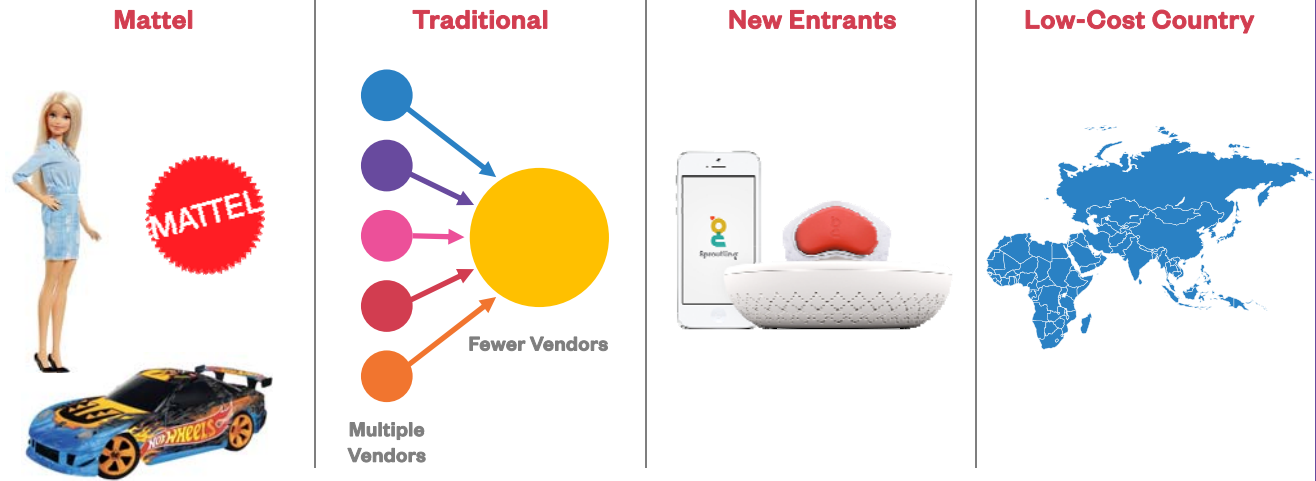 Mattel
Traditional
New Entrants
Low-Cost Country
MATTEL
HOT WHEELS
Fewer Vendors
Multiple
Vendors
Sproutling